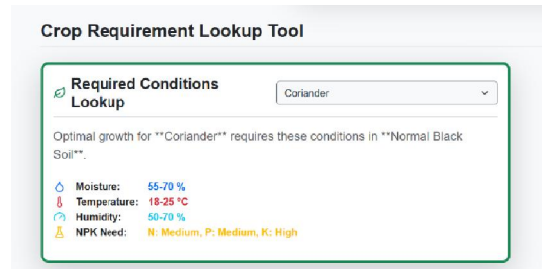 Crop Requirement Lookup Tool
Required Conditions
Lookup
Coriander
Optimal growth for **Coriander** requires these conditions in **Normal Black
Soil**.
Moisture: 55-70 %
Temperature: 18-25 °C
Humidity: 50-70 %
NPK Need: N: Medium, P: Medium, K: High